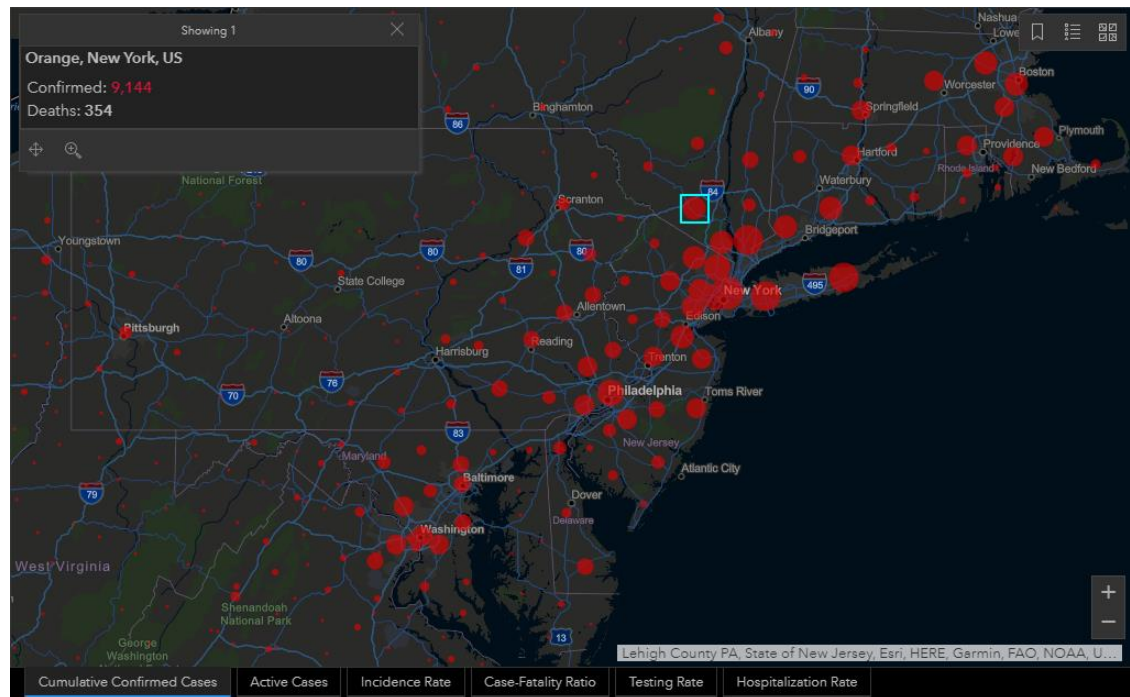 Showing 1
Orange, New York, US
Confirmed: 9,144
Deaths: 354
Nashua
Albany
Lowe
Boston
90
Worcester
Springfield
Binghamton
86
Plymouth
Providence
Hartford
National Forest
Rhode Island
New Bedford
Waterbury
84
Scranton
Bridgeport
Youngstown
80
80
80
81
State College
495
New York
Allentown
Edison
Altoona
Pittsburgh
Reading
Harrisburg
Trenton
76
70
Philadelphia
Toms River
83
New Jersey
Maryland
Atlantic City
Baltimore
79
Dover
Delaware
Washington
West Virginia
Shenandoah
National Park
13
George
Washington
Lehigh County PA, State of New Jersey, Esri, HERE, Garmin, FAO, NOAA, U...
Cumulative Confirmed Cases
Active Cases
Incidence Rate
Case-Fatality Ratio
Testing Rate
Hospitalization Rate